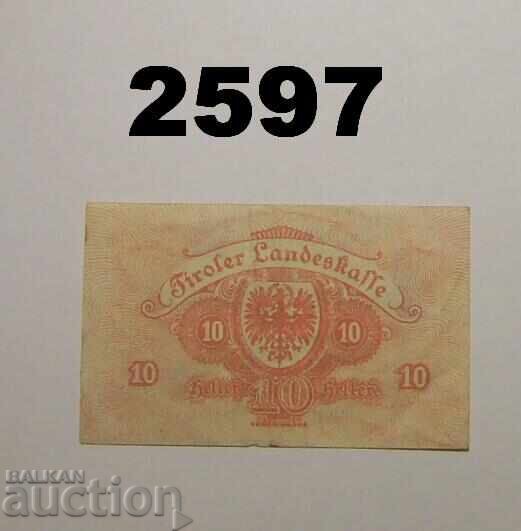 2597
Tiroler Landeskasse
10 10
10 Heller 10 Heller 10
BALKAN
auction